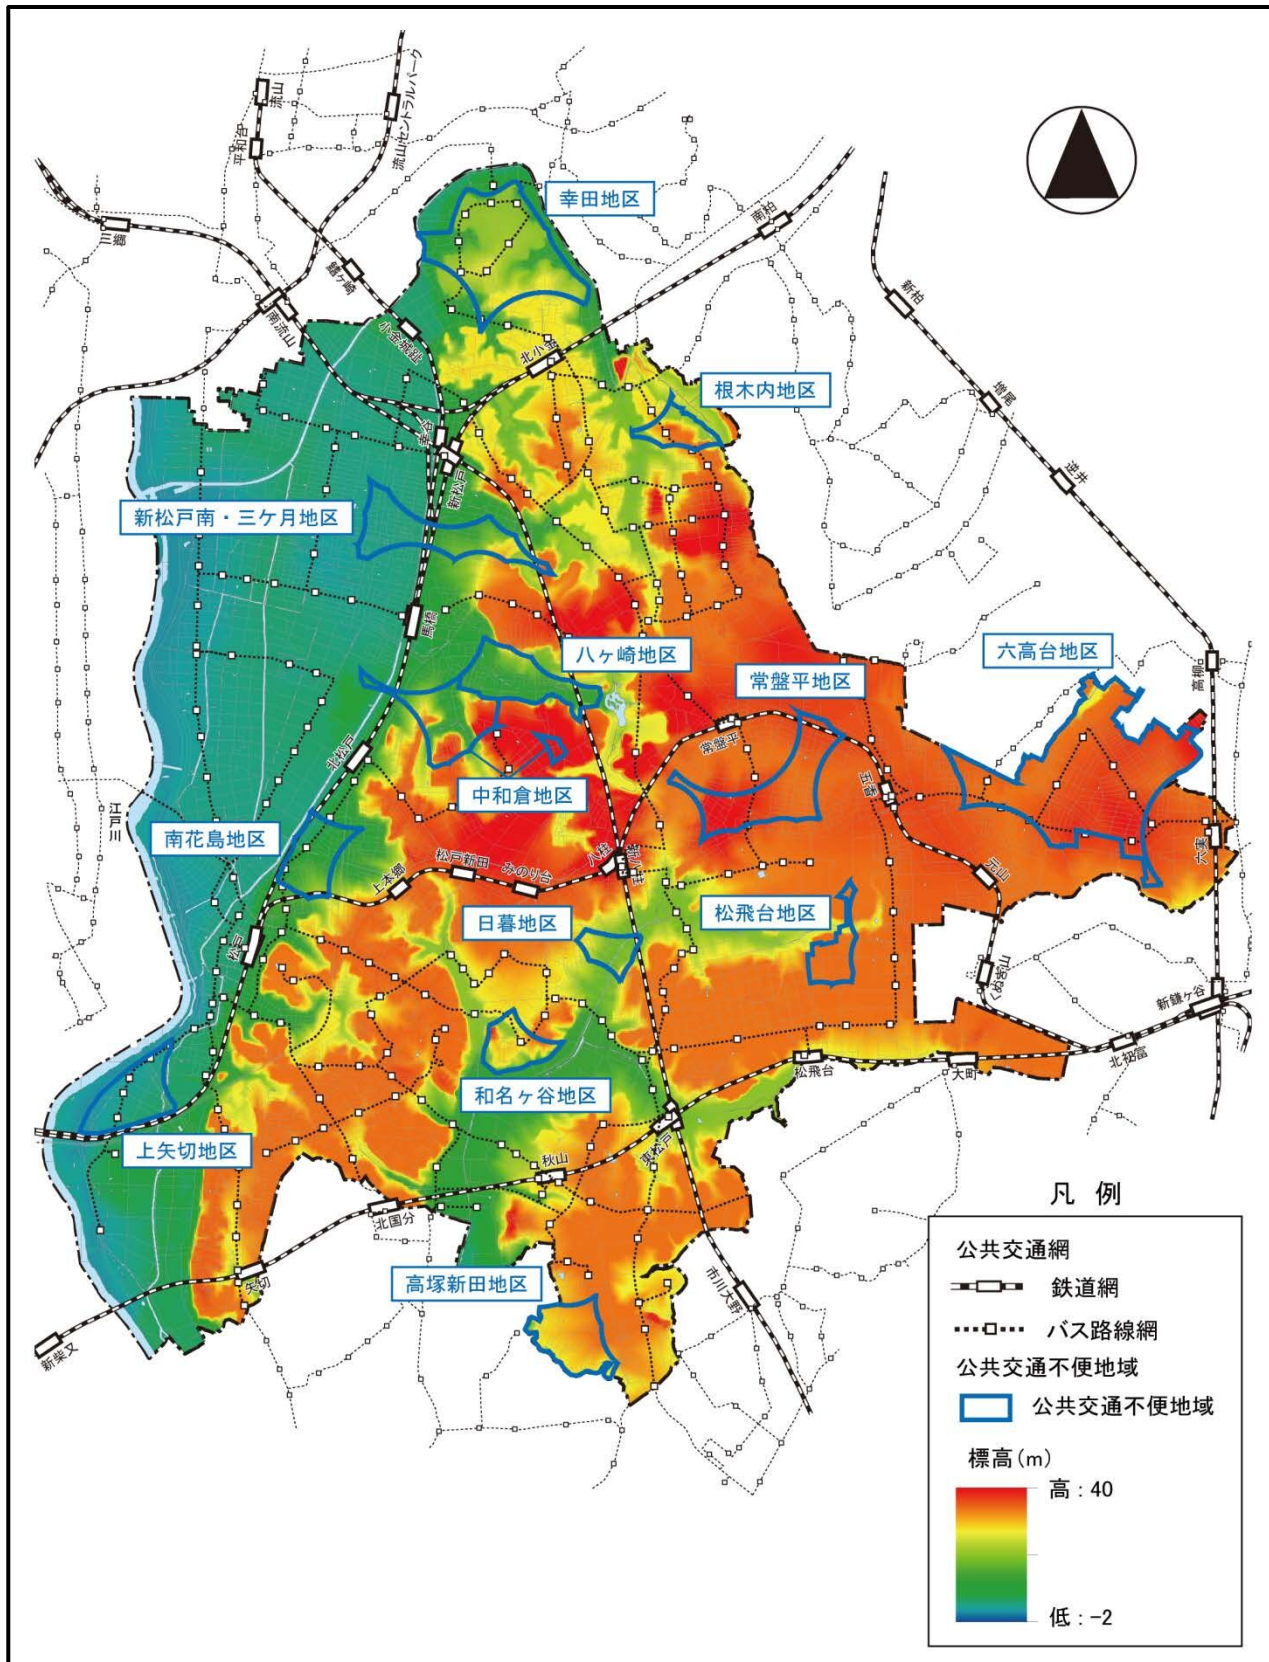 流山
流山セントラルパーク
平和台
幸田地区
南柏
鰭ヶ崎
新柏
南流山
小金城趾
北小金
増尾
根木内地区
幸谷
新松戸
逆井
新松戸南・三ケ月地区
馬橋
八ヶ崎地区
六高台地区
常盤平地区
高柳
常盤平
北松戸
五香
中和倉地区
江戸川
南花島地区
六実
八柱
新八柱
松戸新田
みのり台
上本郷
元山
日暮地区
松飛台地区
松戸
くぬぎ山
新鎌ヶ谷
北初富
大町
松飛台
和名ヶ谷地区
東松戸
上矢切地区
秋山
北国分
矢切
高塚新田地区
市川大野
新柴又
凡 例
公共交通網
鉄道網
バス路線網
公共交通不便地域
公共交通不便地域
標高(m)
高:40
低:-2